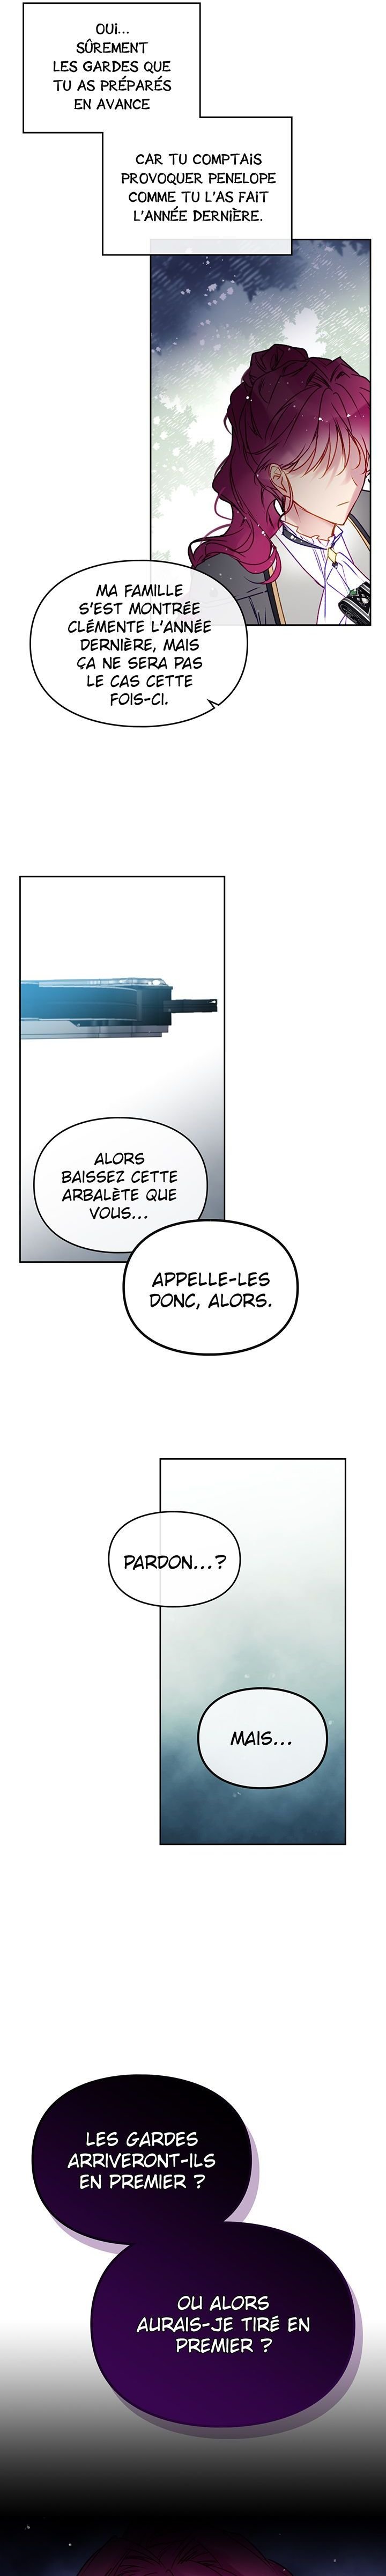 OUI...
SÛREMENT
LES GARDES QUE
TU AS PRÉPARÉS
EN AVANCE
CAR TU COMPTAIS
PROVOQUER PENELOPE
COMME TU L'AS FAIT
L'ANNÉE DERNIÈRE.
MA FAMILLE
S'EST MONTRÉE
CLÉMENTE L'ANNÉE
DERNIÈRE, MAIS
ÇA NE SERA PAS
LE CAS CETTE
FOIS-CI.
ALORS
BAISSEZ CETTE
ARBALÈTE QUE
VOUS...
APPELLE-LES
DONC, ALORS.
PARDON...?
MAIS...
LES GARDES
ARRIVERONT-ILS
EN PREMIER ?
OU ALORS
AURAIS-JE TIRÉ EN
PREMIER ?